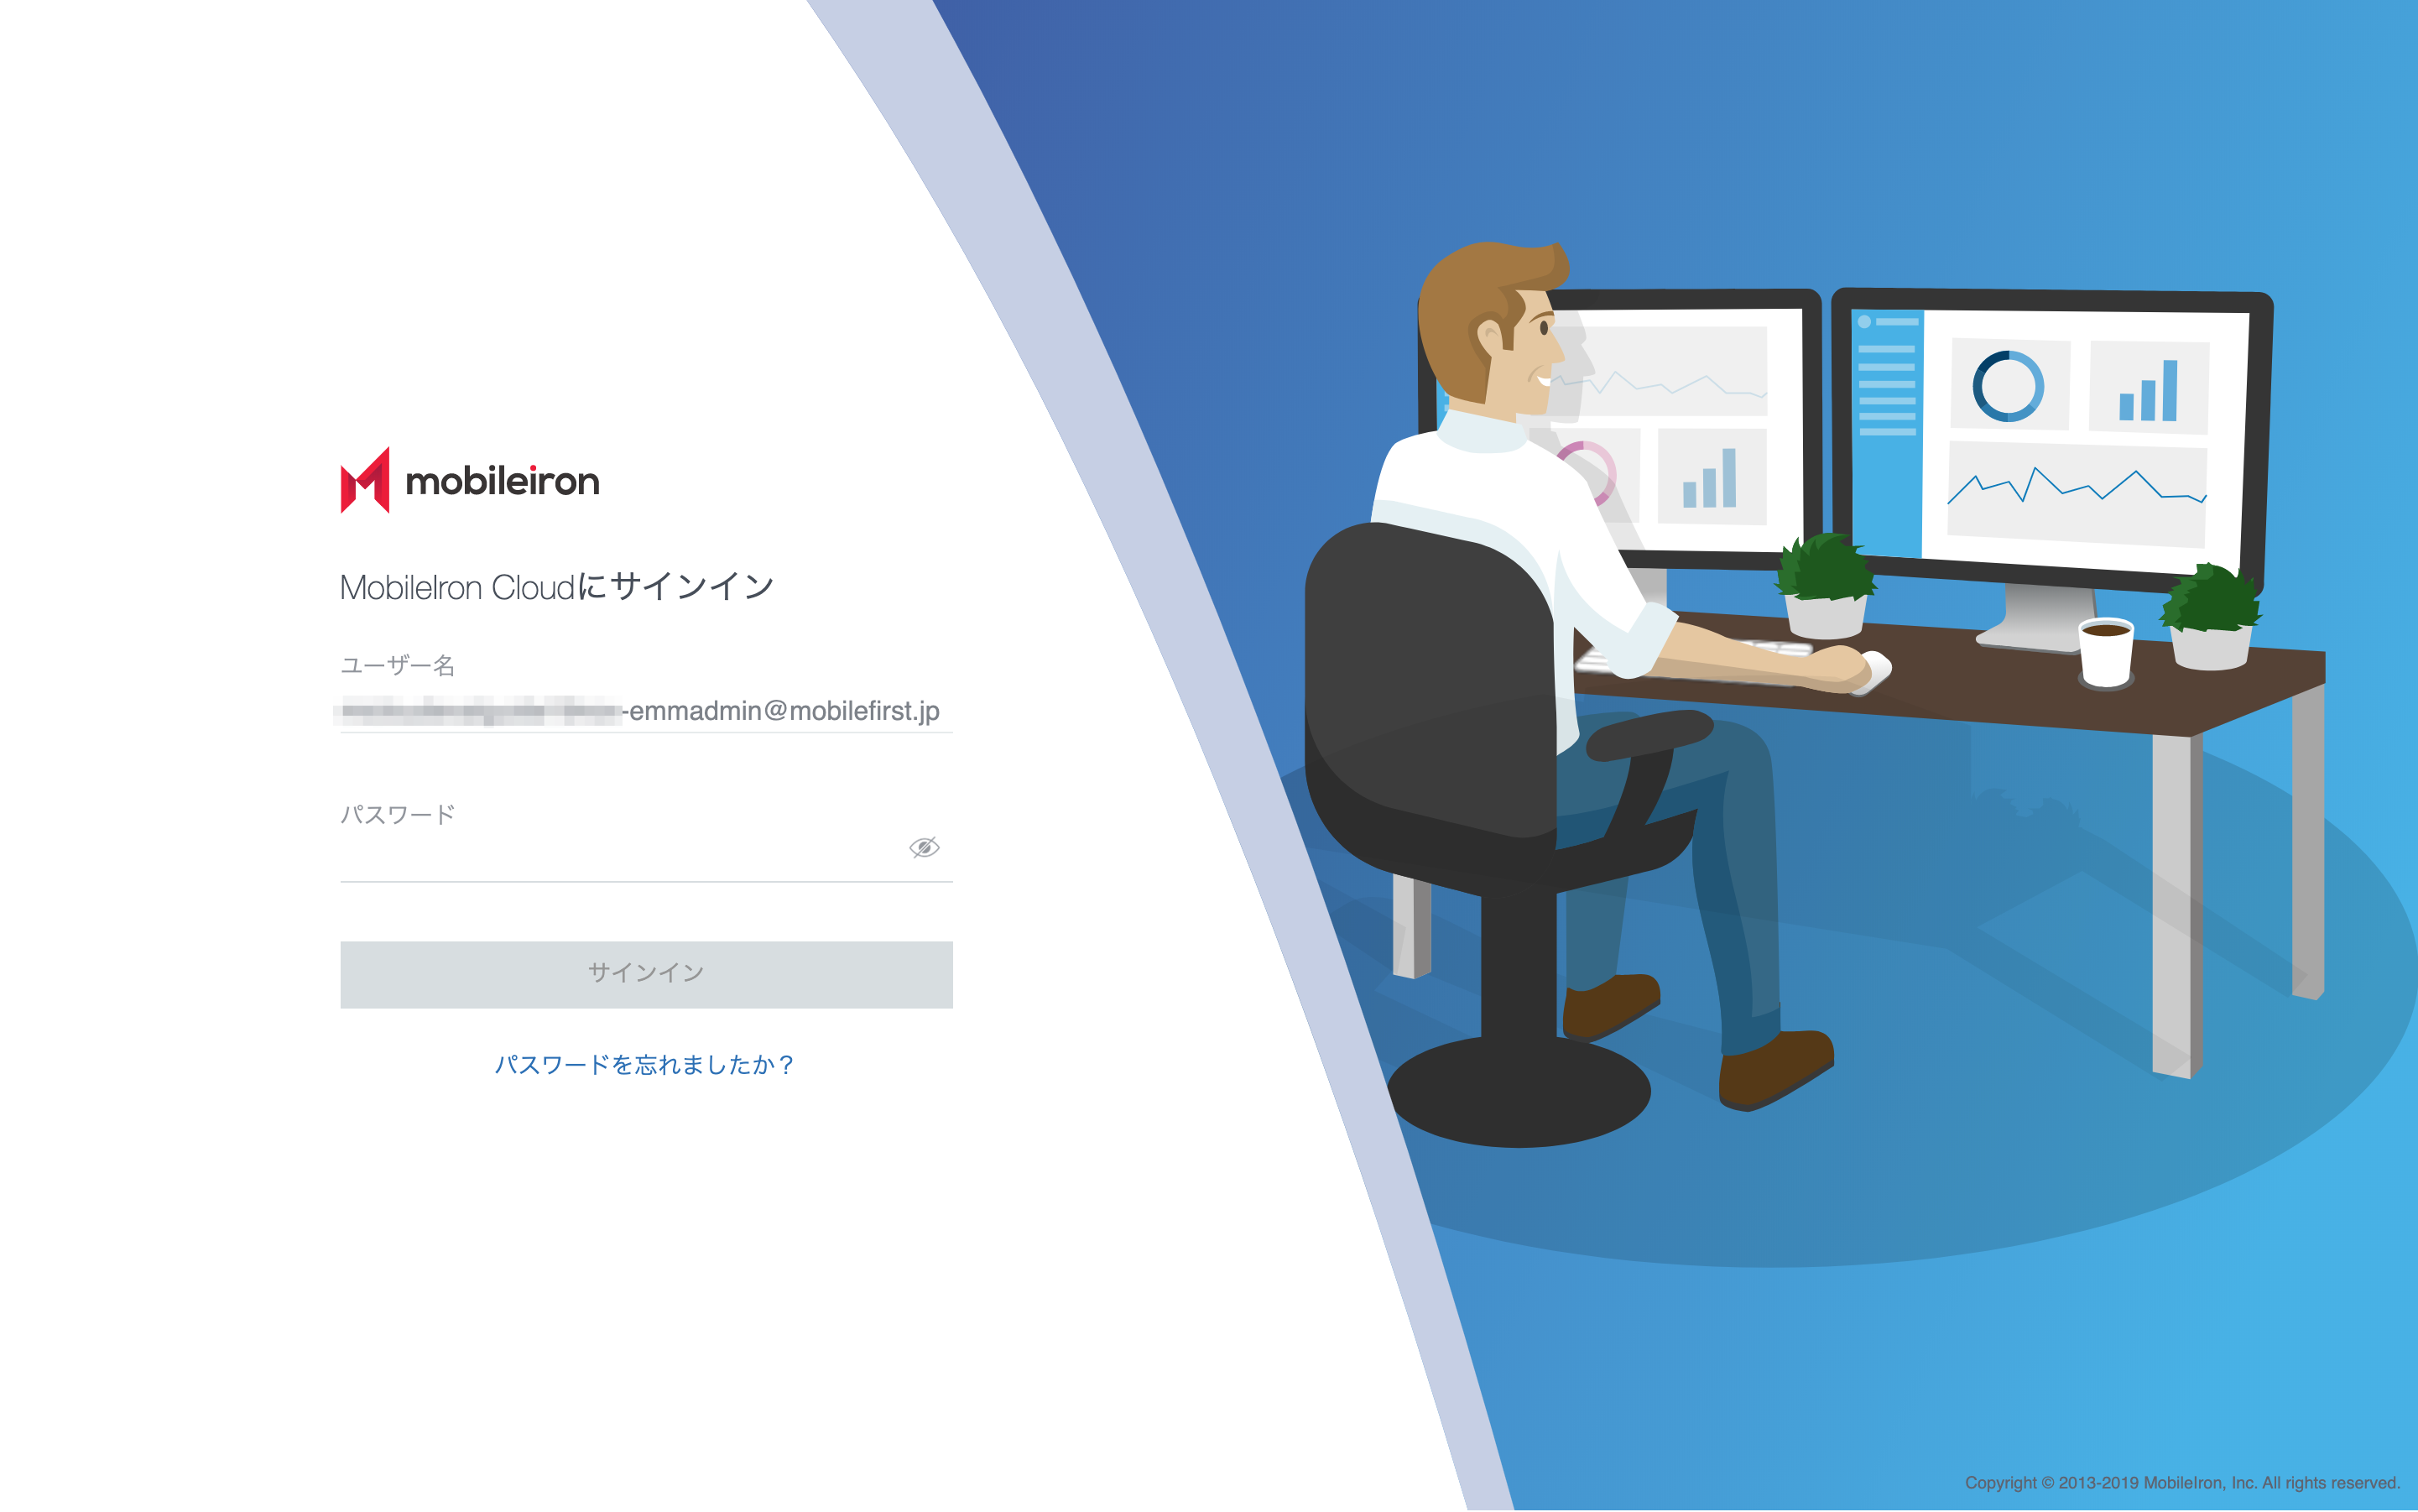 mobileiron
MobileIron Cloudにサインイン
ユーザー名
-emmadmin@mobilefirst.jp
パスワード
サインイン
パスワードを忘れましたか？
Copyright © 2013-2019 MobileIron, Inc. All rights reserved.